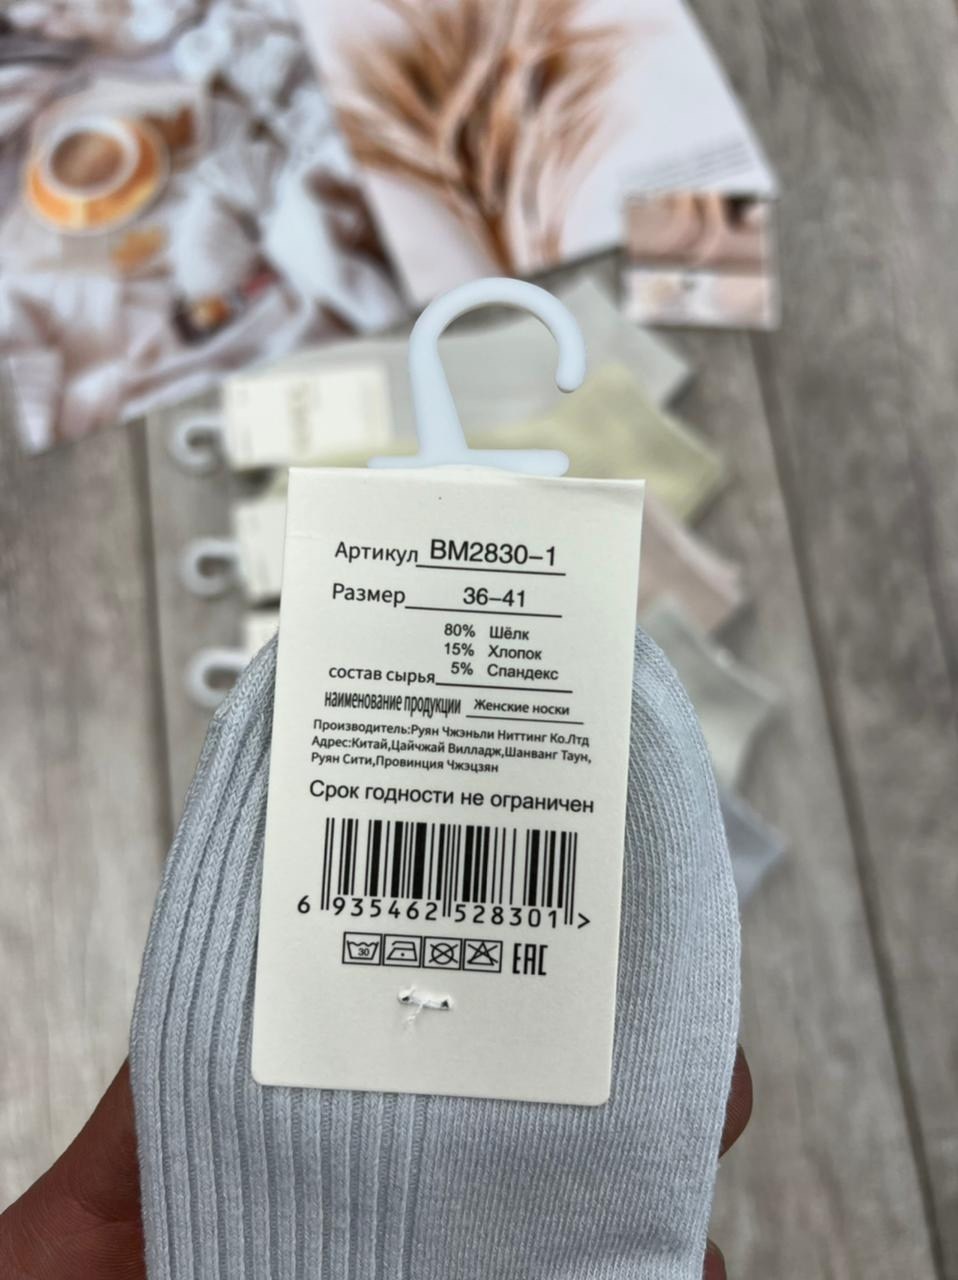 Артикул BM2830-1
Размер 36-41
80% Шёлк
15% Хлопок
состав сырья 5% Спандекс
наименование продукции Женские носки
Производитель:Руян Чжэньли Ниттинг Ко.Лтд
Адрес:Китай,Цайчжай Вилладж,Шанванг Таун,
Руян Сити,Провинция Чжэцзян
Срок годности не ограничен
6 935462 528301 >
30 EAC